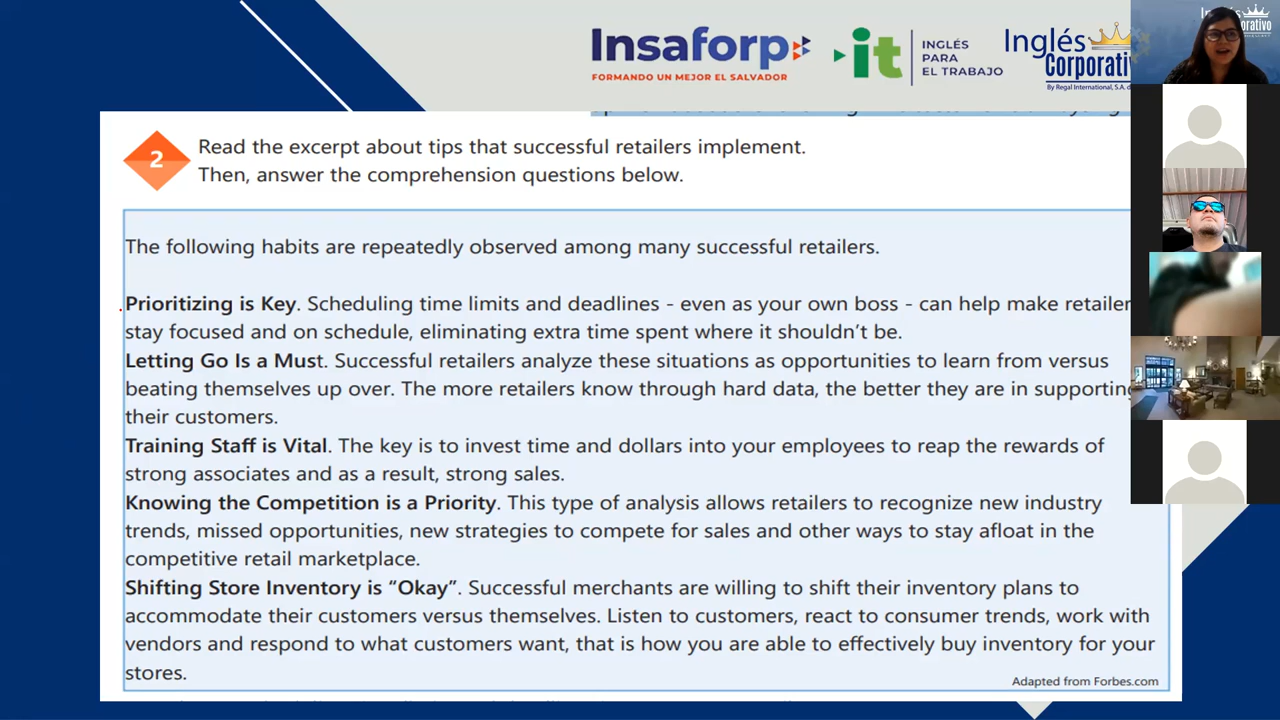 Insaforp
FORMANDO UN MEJOR EL SALVADOR
it
INGLÉS
PARA
EL TRABAJO
Inglés
Corporativ
By Regal International, S.A. d
2
Read the excerpt about tips that successful retailers implement.
Then, answer the comprehension questions below.
The following habits are repeatedly observed among many successful retailers.
Prioritizing is Key. Scheduling time limits and deadlines - even as your own boss - can help make retailer
stay focused and on schedule, eliminating extra time spent where it shouldn't be.
Letting Go Is a Must. Successful retailers analyze these situations as opportunities to learn from versus
beating themselves up over. The more retailers know through hard data, the better they are in supporting
their customers.
Training Staff is Vital. The key is to invest time and dollars into your employees to reap the rewards of
strong associates and as a result, strong sales.
Knowing the Competition is a Priority. This type of analysis allows retailers to recognize new industry
trends, missed opportunities, new strategies to compete for sales and other ways to stay afloat in the
competitive retail marketplace.
Shifting Store Inventory is “Okay”. Successful merchants are willing to shift their inventory plans to
accommodate their customers versus themselves. Listen to customers, react to consumer trends, work with
vendors and respond to what customers want, that is how you are able to effectively buy inventory for your
stores.
Adapted from Forbes.com